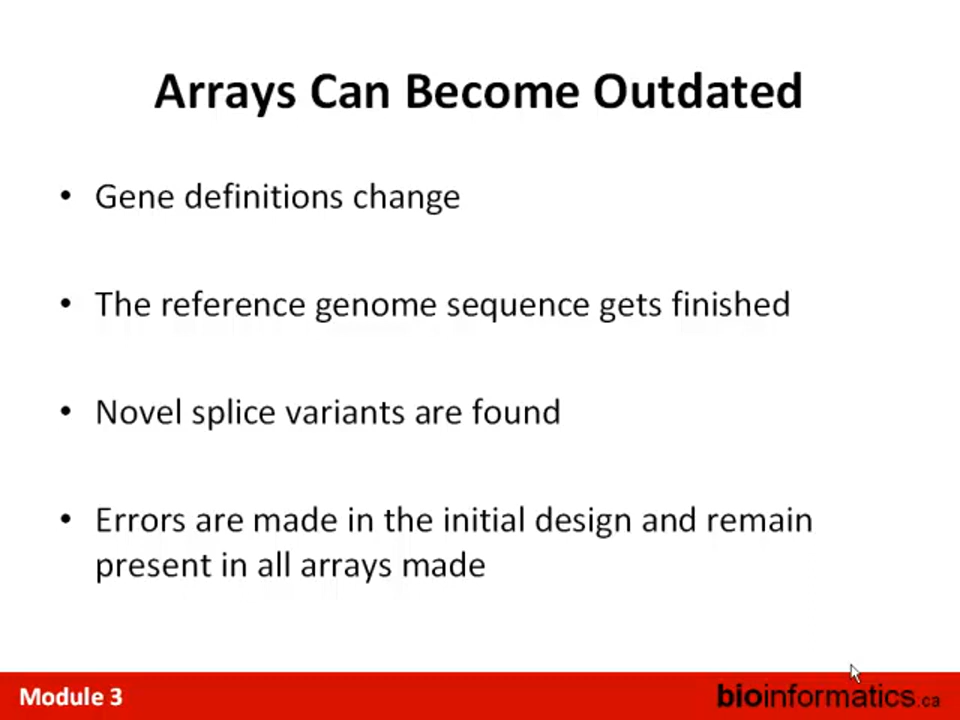 Arrays Can Become Outdated
• Gene definitions change
• The reference genome sequence gets finished
• Novel splice variants are found
• Errors are made in the initial design and remain
present in all arrays made
Module 3
bioinformatics.ca